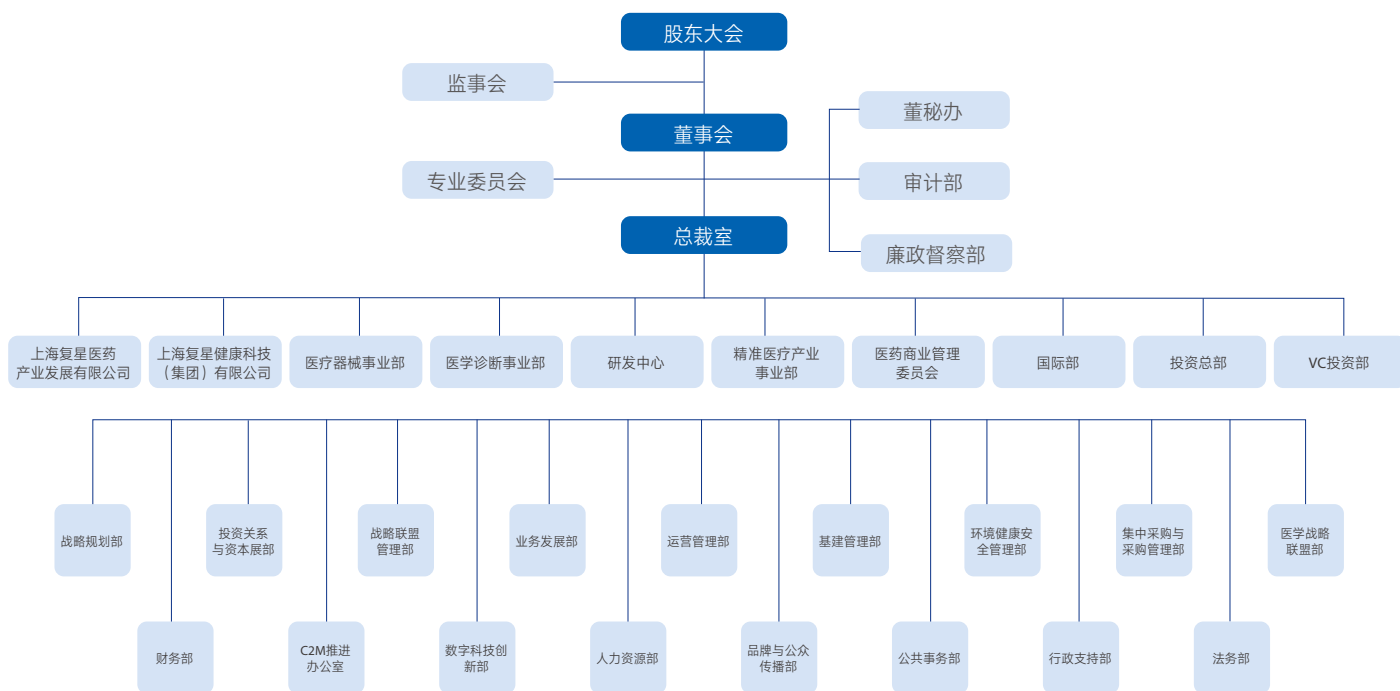 股东大会
监事会
董秘办
董事会
专业委员会
审计部
总裁室
廉政督察部
上海复星医药
产业发展有限公司
上海复星健康科技
（集团）有限公司
医疗器械事业部
医学诊断事业部
研发中心
精准医疗产业
事业部
医药商业管理
委员会
国际部
投资总部
VC投资部
战略规划部
投资关系
与资本展部
战略联盟
管理部
业务发展部
运营管理部
基建管理部
环境健康安
全管理部
集中采购与
采购管理部
医学战略
联盟部
财务部
C2M推进
办公室
数字科技创
新部
人力资源部
品牌与公众
传播部
公共事务部
行政支持部
法务部